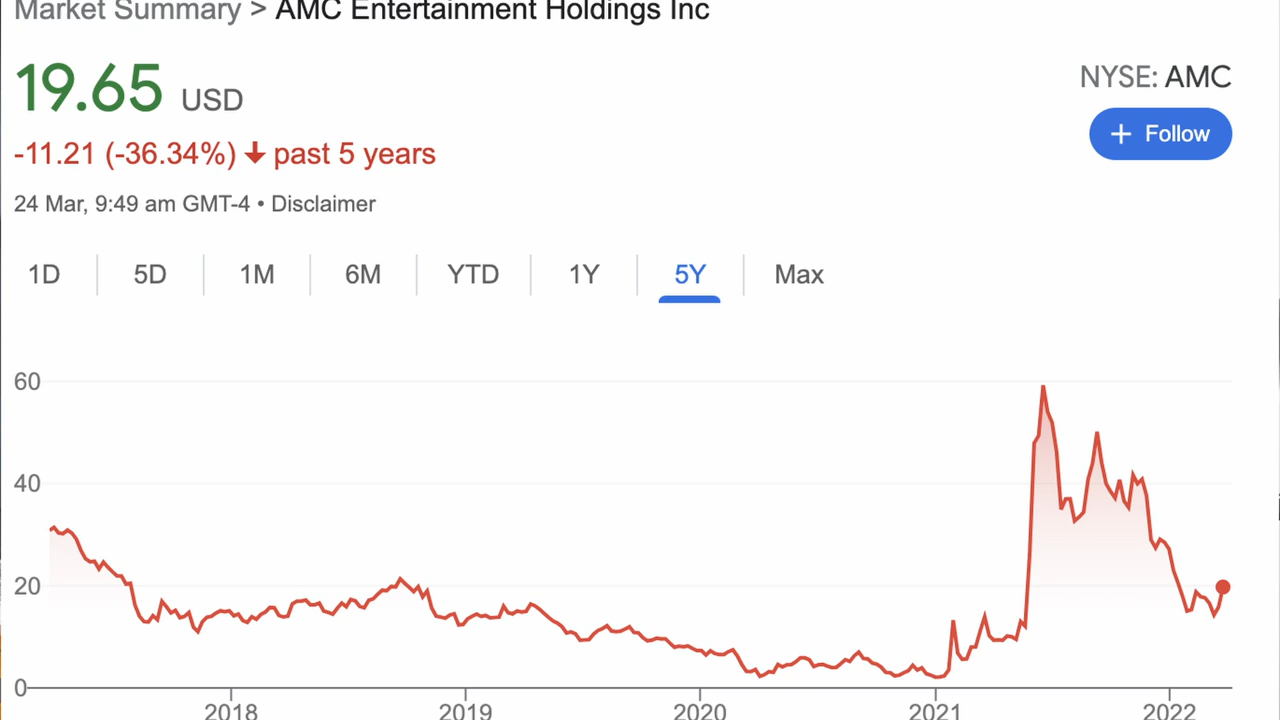 Market Summary > AMC Entertainment Holdings Inc
19.65 USD
NYSE: AMC
+ Follow
-11.21 (-36.34%) ↓ past 5 years
24 Mar, 9:49 am GMT-4 • Disclaimer
1D 5D 1M 6M YTD 1Y 5Y Max
60
40
20
0
2018 2019 2020 2021 2022